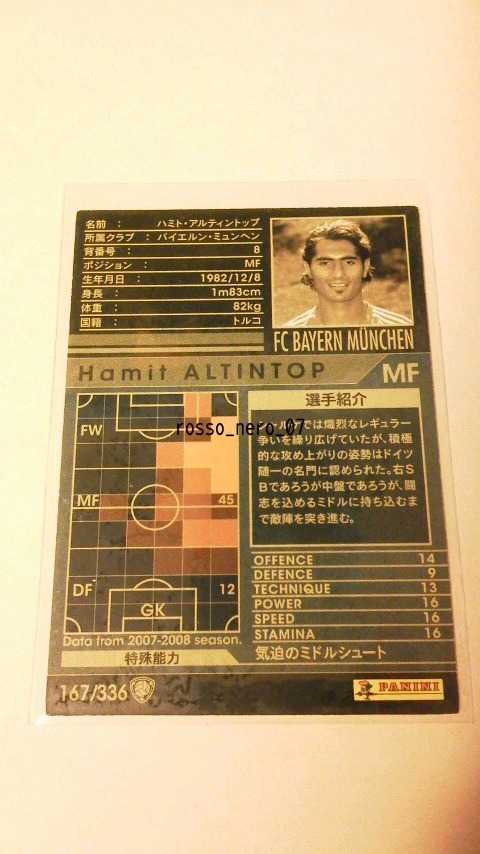 名前 : ハミト・アルティントップ
所属クラブ : バイエルン・ミュンヘン
背番号 : 8
ポジション : MF
生年月日 : 1982/12/8
身長 : 1m83cm
体重 : 82kg
国籍 : トルコ
FC BAYERN MÜNCHEN
Hamit ALTINTOP MF
選手紹介
では熾烈なレギュラー
争いを繰り広げていたが、積極
的な攻め上がりの姿勢はドイツ
随一の名門に認められた。右S
Bであろうが中盤であろうが、闘
志を込めるミドルに持ち込むま
で敵陣を突き進む。
rosso_nero_07
FW
MF 45
DF 12
GK
Data from 2007-2008 season.
OFFENCE 14
DEFENCE 9
TECHNIQUE 13
POWER 16
SPEED 16
STAMINA 16
特殊能力 気迫のミドルシュート
167/336
PANINI